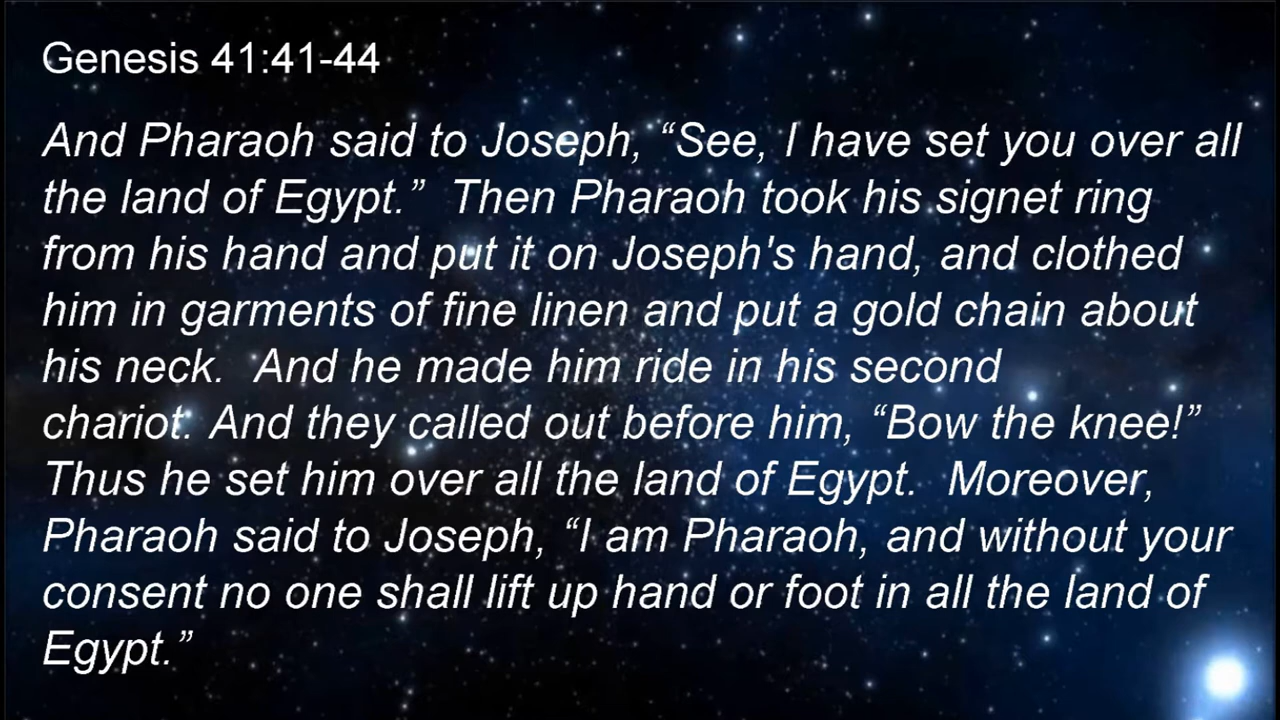 Genesis 41:41-44
And Pharaoh said to Joseph, “See, I have set you over all
the land of Egypt.”  Then Pharaoh took his signet ring
from his hand and put it on Joseph's hand, and clothed
him in garments of fine linen and put a gold chain about
his neck.  And he made him ride in his second
chariot. And they called out before him, “Bow the knee!”
Thus he set him over all the land of Egypt.  Moreover,
Pharaoh said to Joseph, “I am Pharaoh, and without your
consent no one shall lift up hand or foot in all the land of
Egypt.”